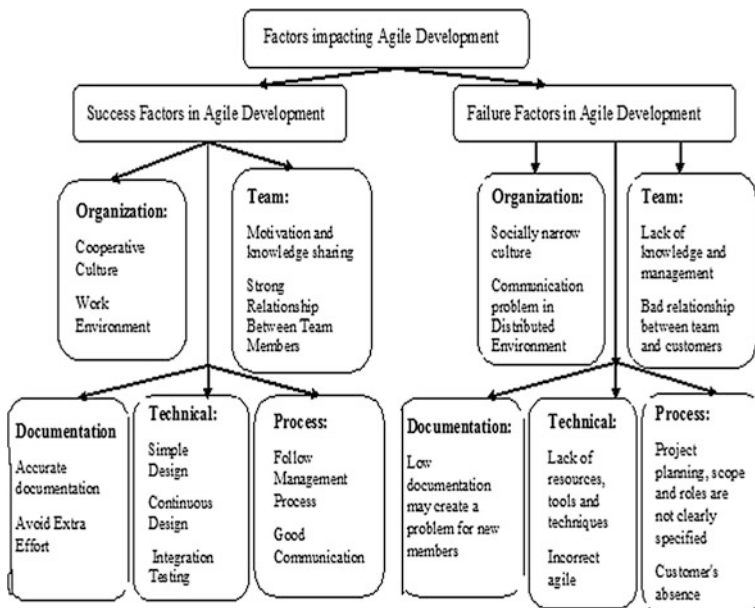 Factors impacting Agile Development
Success Factors in Agile Development
Failure Factors in Agile Development
Organization:
Cooperative
Culture
Work
Environment
Team:
Motivation and
knowledge sharing
Strong
Relationship
Between Team
Members
Organization:
Socially narrow
culture
Communication
problem in
Distributed
Environment
Team:
Lack of
knowledge and
management
Bad relationship
between team
and customers
Documentation
Accurate
documentation
Avoid Extra
Effort
Technical:
Simple
Design
Continuous
Design
Integration
Testing
Process:
Follow
Management
Process
Good
Communication
Documentation:
Low
documentation
may create a
problem for new
members
Technical:
Lack of
resources,
tools and
techniques
Incorrect
agile
Process:
Project
planning, scope
and roles are
not clearly
specified
Customer's
absence